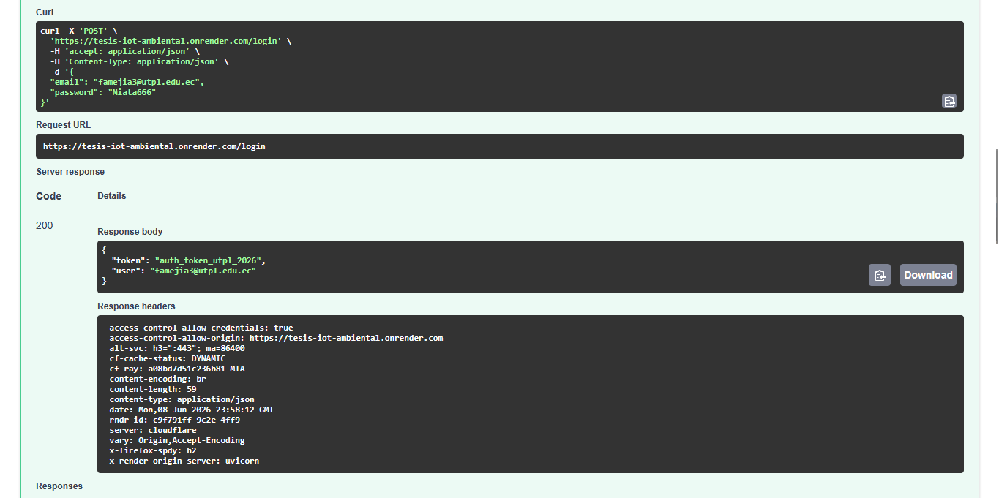 Curl
curl -X 'POST' \
'https://tesis-iot-ambiental.onrender.com/login' \
-H 'accept: application/json' \
-H 'Content-Type: application/json' \
-d '{
"email": "famejia3@utpl.edu.ec",
"password": "Miata666"
}'
Request URL
https://tesis-iot-ambiental.onrender.com/login
Server response
Code Details
200
Response body
{
"token": "auth_token_utpl_2026",
"user": "famejia3@utpl.edu.ec"
}
Download
Response headers
access-control-allow-credentials: true
access-control-allow-origin: https://tesis-iot-ambiental.onrender.com
alt-svc: h3=":443"; ma=86400
cf-cache-status: DYNAMIC
cf-ray: a08bd7d51c236b81-MIA
content-encoding: br
content-length: 59
content-type: application/json
date: Mon,08 Jun 2026 23:58:12 GMT
rndr-id: c9f791ff-9c2e-4ff9
server: cloudflare
vary: Origin,Accept-Encoding
x-firefox-spdy: h2
x-render-origin-server: uvicorn
Responses